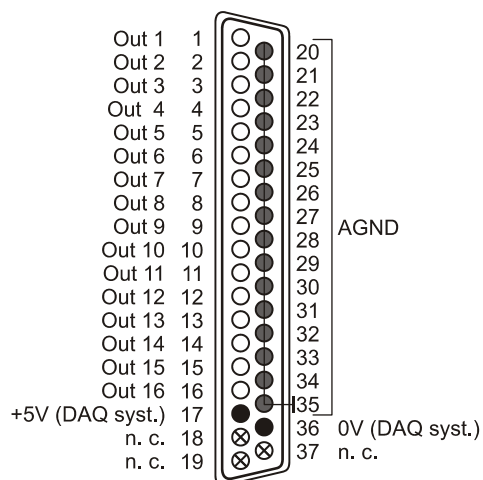 Out 1 1
Out 2 2
Out 3 3
Out 4 4
Out 5 5
Out 6 6
Out 7 7
Out 8 8
Out 9 9
Out 10 10
Out 11 11
Out 12 12
Out 13 13
Out 14 14
Out 15 15
Out 16 16
+5V (DAQ syst.) 17
n. c. 18
n. c. 19
20
21
22
23
24
25
26
27
28
29
30
31
32
33
34
35
AGND
36 0V (DAQ syst.)
37 n. c.